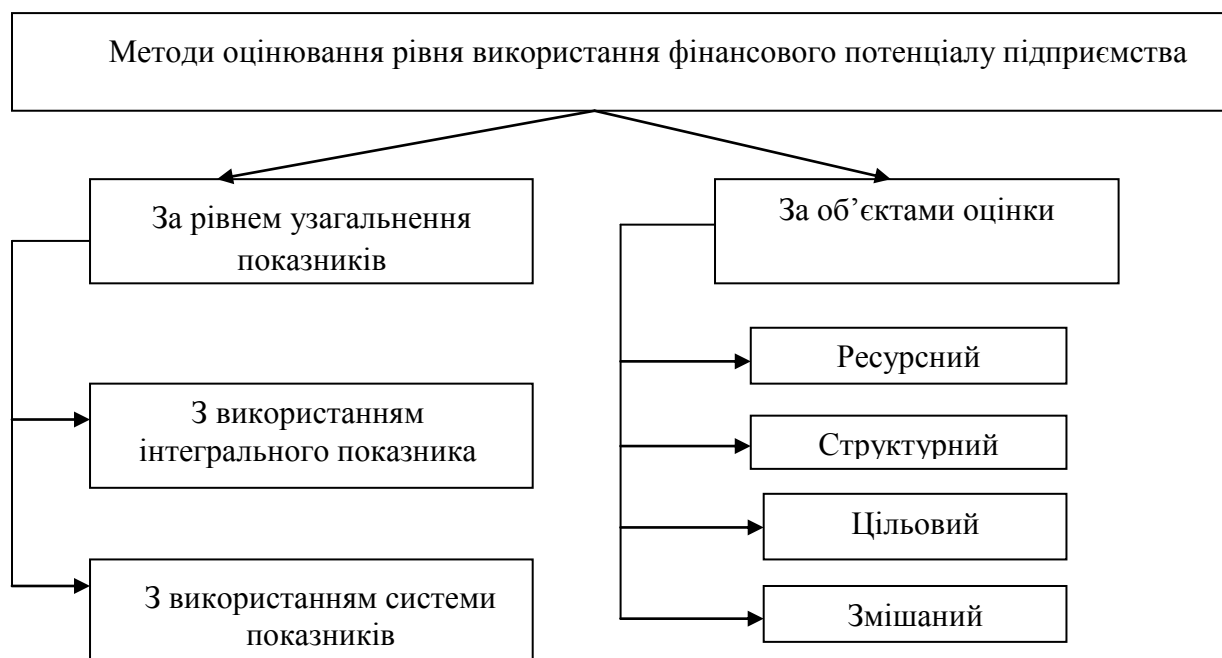 Методи оцінювання рівня використання фінансового потенціалу підприємства
За рівнем узагальнення
показників
З використанням
інтегрального показника
З використанням системи
показників
За об’єктами оцінки
Ресурсний
Структурний
Цільовий
Змішаний